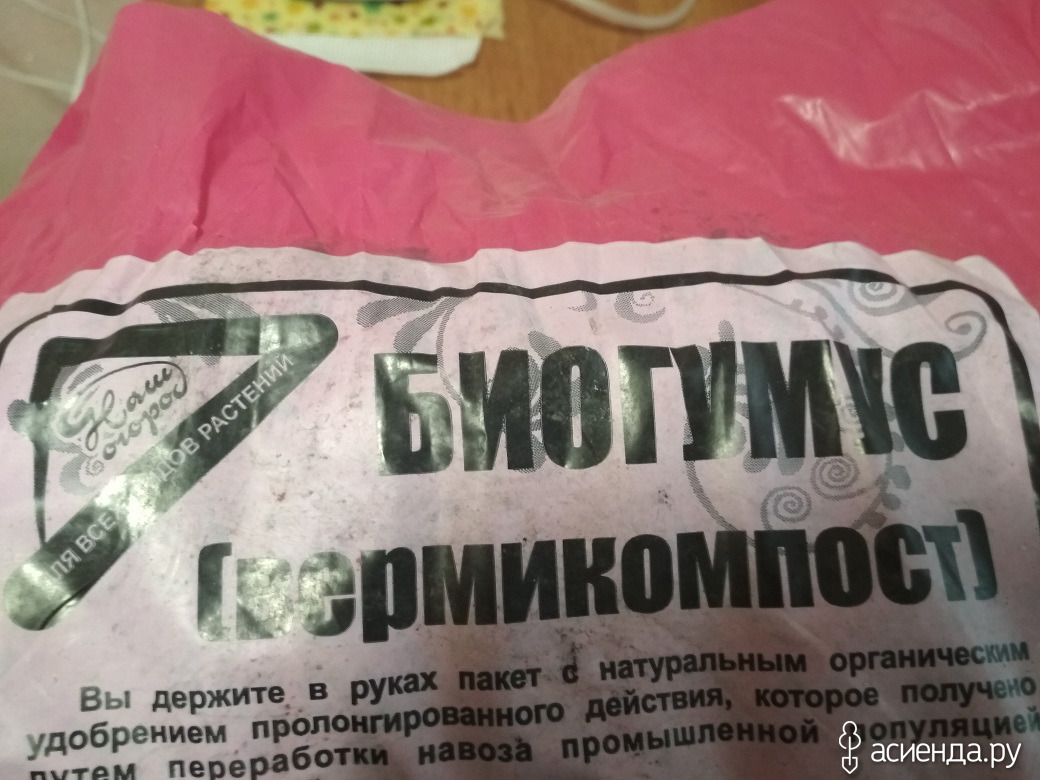 Наш
огород
ДЛЯ ВСЕХ ВИДОВ РАСТЕНИЙ
БИОГУМУС
(вермикомпост)
Вы держите в руках пакет с натуральным органическим
удобрением пролонгированного действия, которое получено
путем переработки навоза промышленной популяцией
асиенда.ру